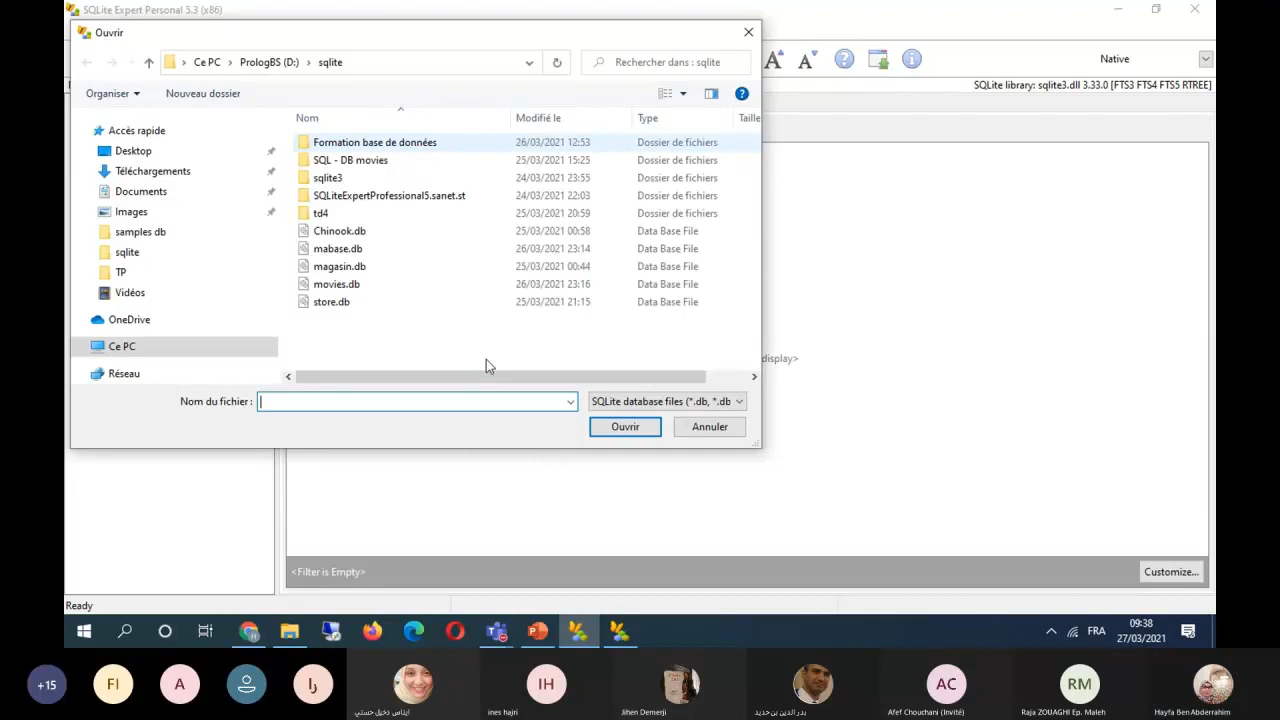 SQLite Expert Personal 5.3 (x86)
Ouvrir
Ce PC > PrologBS (D:) > sqlite
Rechercher dans : sqlite
Native
Organiser
Nouveau dossier
SQLite library: sqlite3.dll 3.33.0 [FTS3 FTS4 FTS5 RTREE]
Nom Modifié le Type Taille
Accès rapide
Desktop
Téléchargements
Documents
Images
samples db
sqlite
TP
Vidéos
OneDrive
Ce PC
Réseau
Formation base de données 26/03/2021 12:53 Dossier de fichiers
SQL - DB movies 25/03/2021 15:25 Dossier de fichiers
sqlite3 24/03/2021 23:55 Dossier de fichiers
SQLiteExpertProfessional5.sanet.st 24/03/2021 22:03 Dossier de fichiers
td4 25/03/2021 20:59 Dossier de fichiers
Chinook.db 25/03/2021 00:58 Data Base File
mabase.db 26/03/2021 23:14 Data Base File
magasin.db 25/03/2021 00:44 Data Base File
movies.db 26/03/2021 23:16 Data Base File
store.db 25/03/2021 21:15 Data Base File
display>
Nom du fichier :
SQLite database files (*.db, *.db
Ouvrir
Annuler
<Filter is Empty>
Customize...
Ready
FRA
09:38
27/03/2021
+15
FI
A
را
IH
AC
RM
ايناس دخيل حستي
ines hajri
Jihen Demerji
بدر الدين بن حديد
Afef Chouchani (Invité)
Raja ZOUAGHI Ep. Maleh
Hayfa Ben Abderrahim